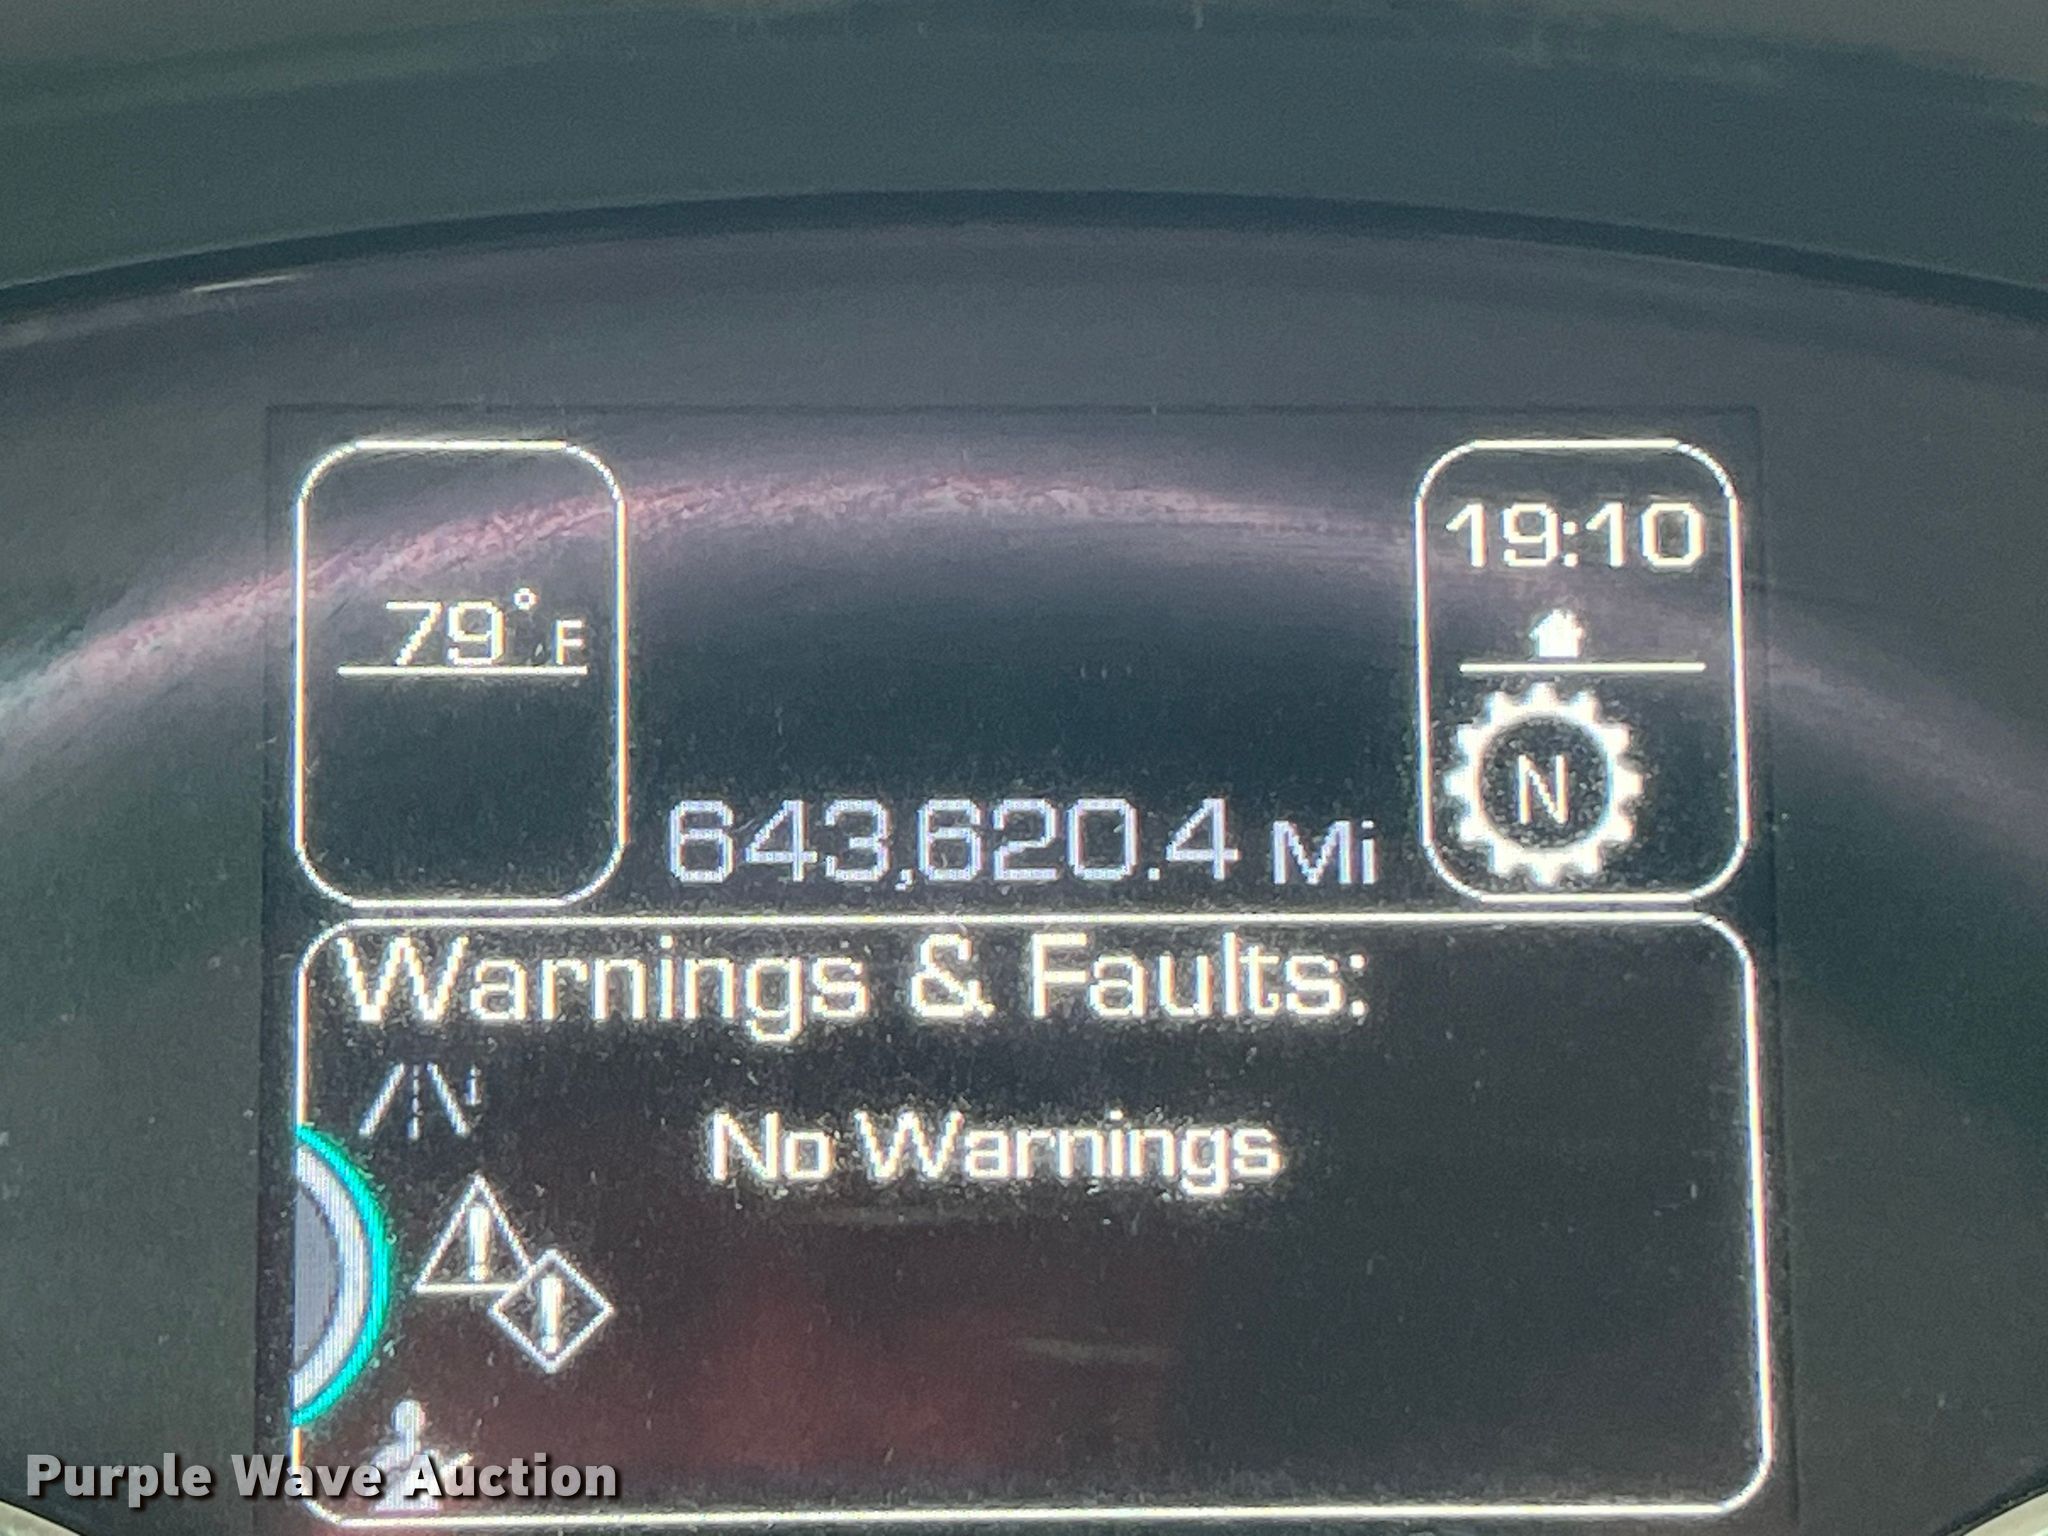 79°F
19:10
N
643,620.4 Mi
Warnings & Faults:
No Warnings
Purple Wave Auction